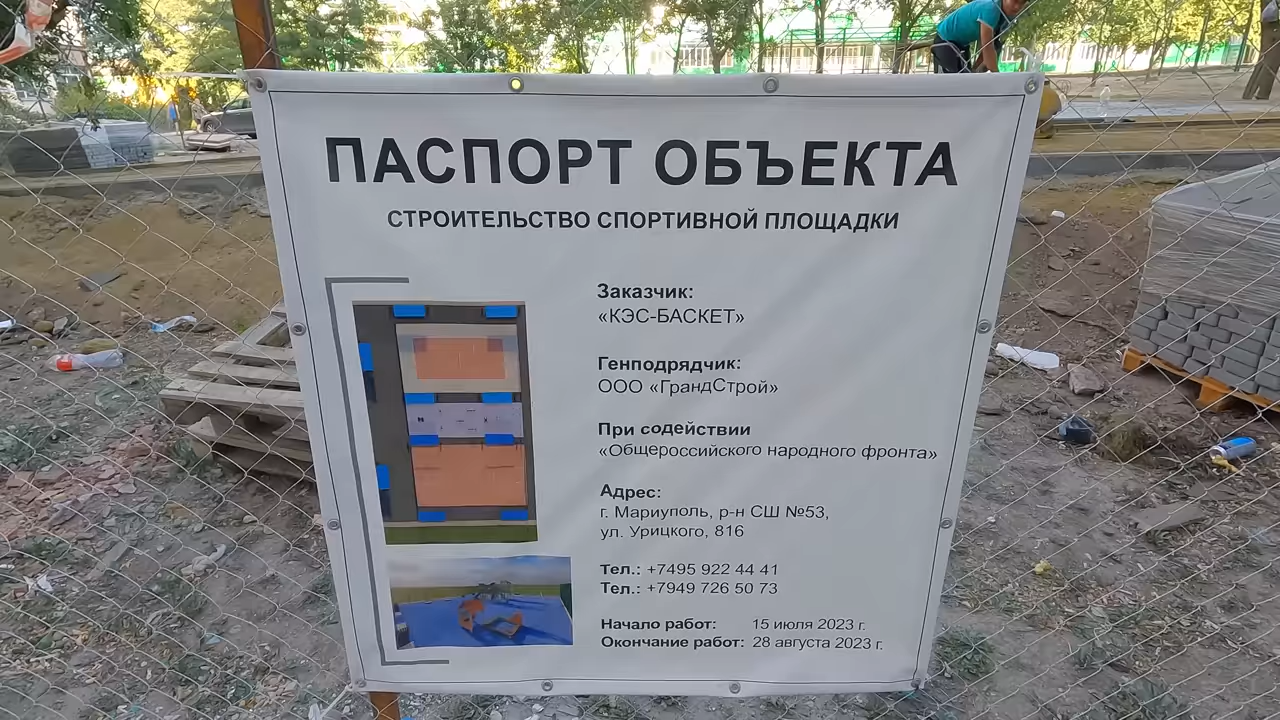 ПАСПОРТ ОБЪЕКТА
СТРОИТЕЛЬСТВО СПОРТИВНОЙ ПЛОЩАДКИ
Заказчик:
«КЭС-БАСКЕТ»
Генподрядчик:
ООО «ГрандСтрой»
При содействии
«Общероссийского народного фронта»
Адрес:
г. Мариуполь, р-н СШ №53,
ул. Урицкого, 81б
Тел.: +7495 922 44 41
Тел.: +7949 726 50 73
Начало работ: 15 июля 2023 г.
Окончание работ: 28 августа 2023 г.